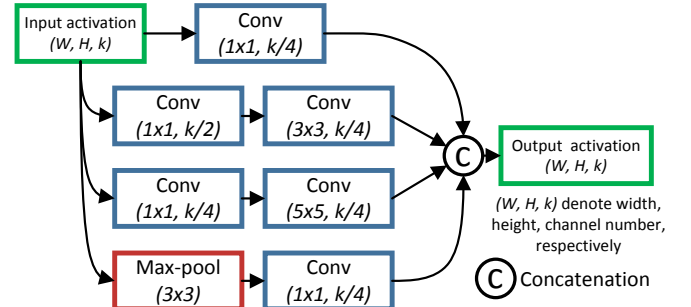 Input activation
(W, H, k)
Conv
(1x1, k/4)
Conv
(1x1, k/2)
Conv
(3x3, k/4)
Conv
(1x1, k/4)
Conv
(5x5, k/4)
Max-pool
(3x3)
Conv
(1x1, k/4)
C
Output activation
(W, H, k)
(W, H, k) denote width,
height, channel number,
respectively
C Concatenation